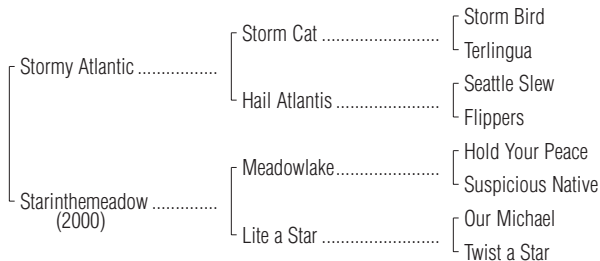 Storm Bird
Storm Cat ........................
Terlingua
Stormy Atlantic ................
Seattle Slew
Hail Atlantis .....................
Flippers
Hold Your Peace
Meadowlake.....................
Suspicious Native
Starinthemeadow .............
(2000)
Our Michael
Lite a Star ........................
Twist a Star